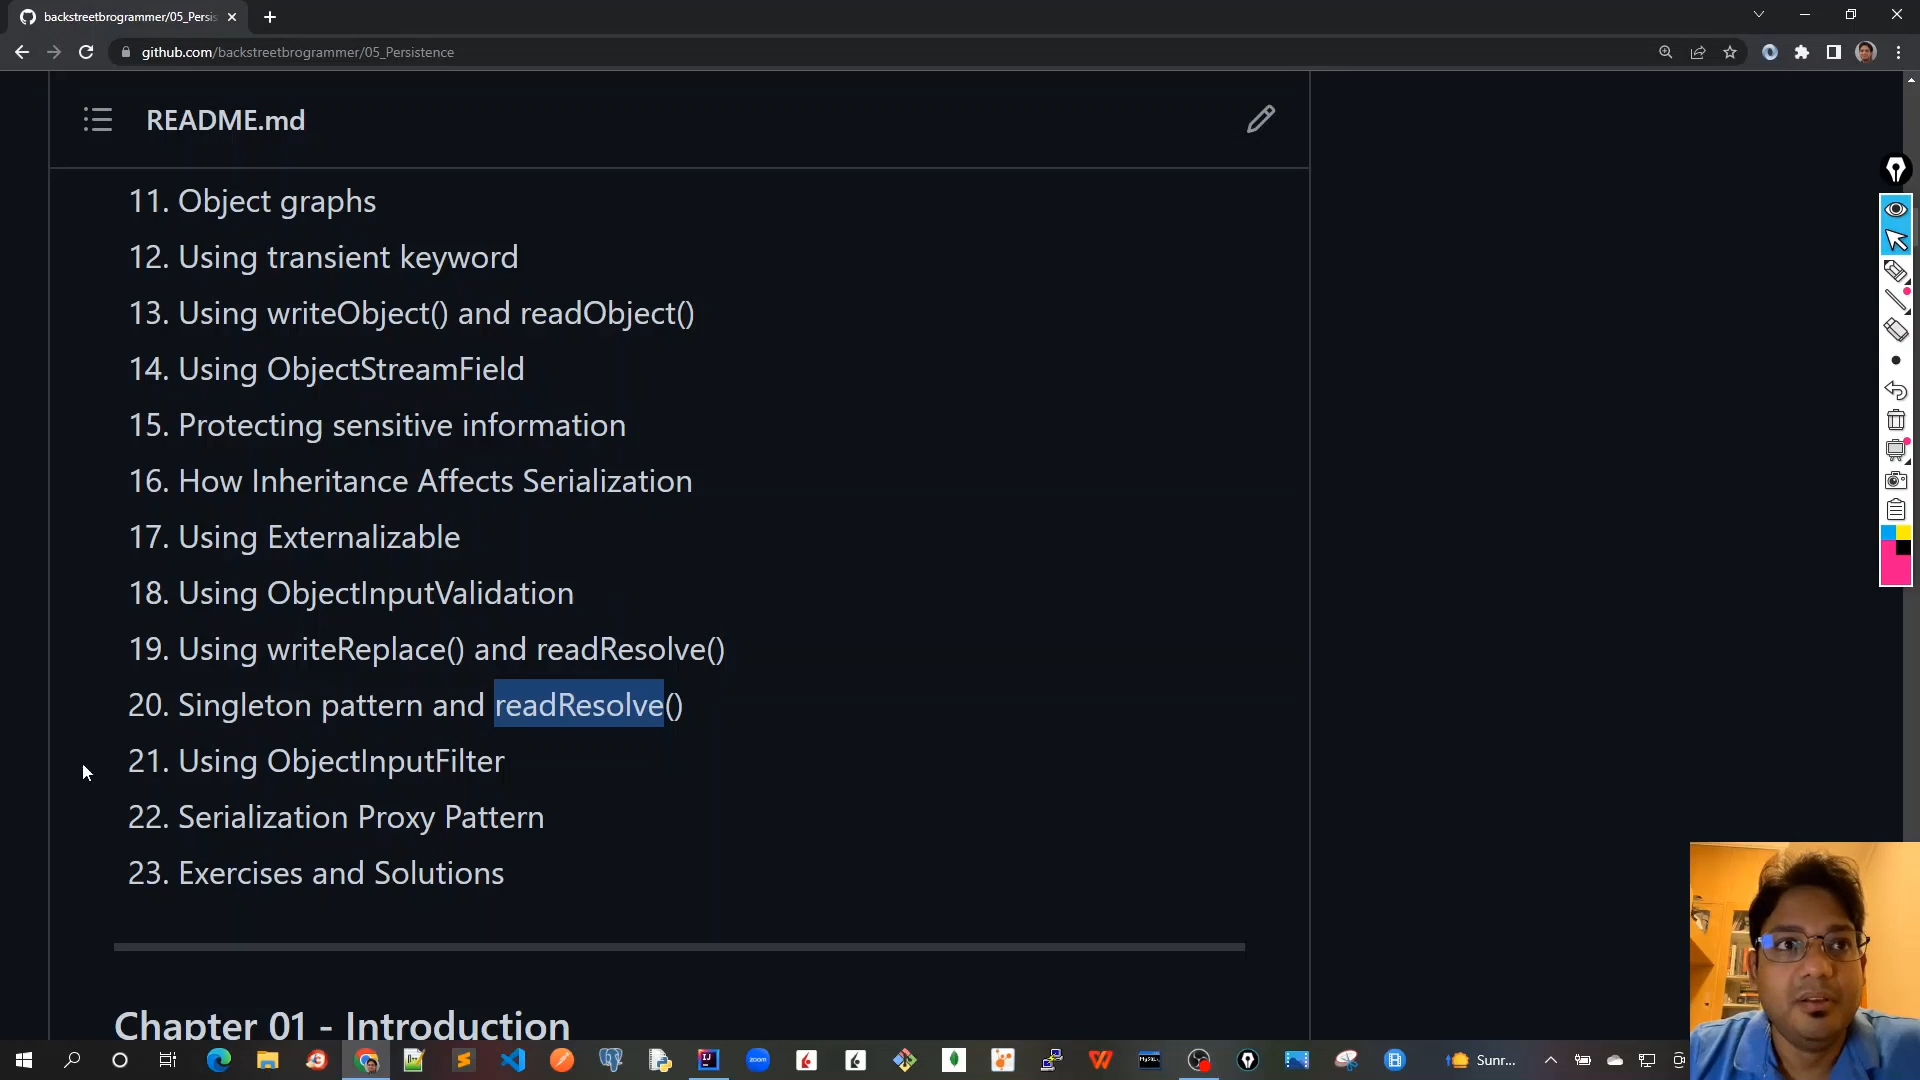 backstreetbrogrammer/05_Persis
github.com/backstreetbrogrammer/05_Persistence
README.md
11. Object graphs
12. Using transient keyword
13. Using writeObject() and readObject()
14. Using ObjectStreamField
15. Protecting sensitive information
16. How Inheritance Affects Serialization
17. Using Externalizable
18. Using ObjectInputValidation
19. Using writeReplace() and readResolve()
20. Singleton pattern and readResolve()
21. Using ObjectInputFilter
22. Serialization Proxy Pattern
23. Exercises and Solutions
Chapter 01 - Introduction
zoom
Sunr...